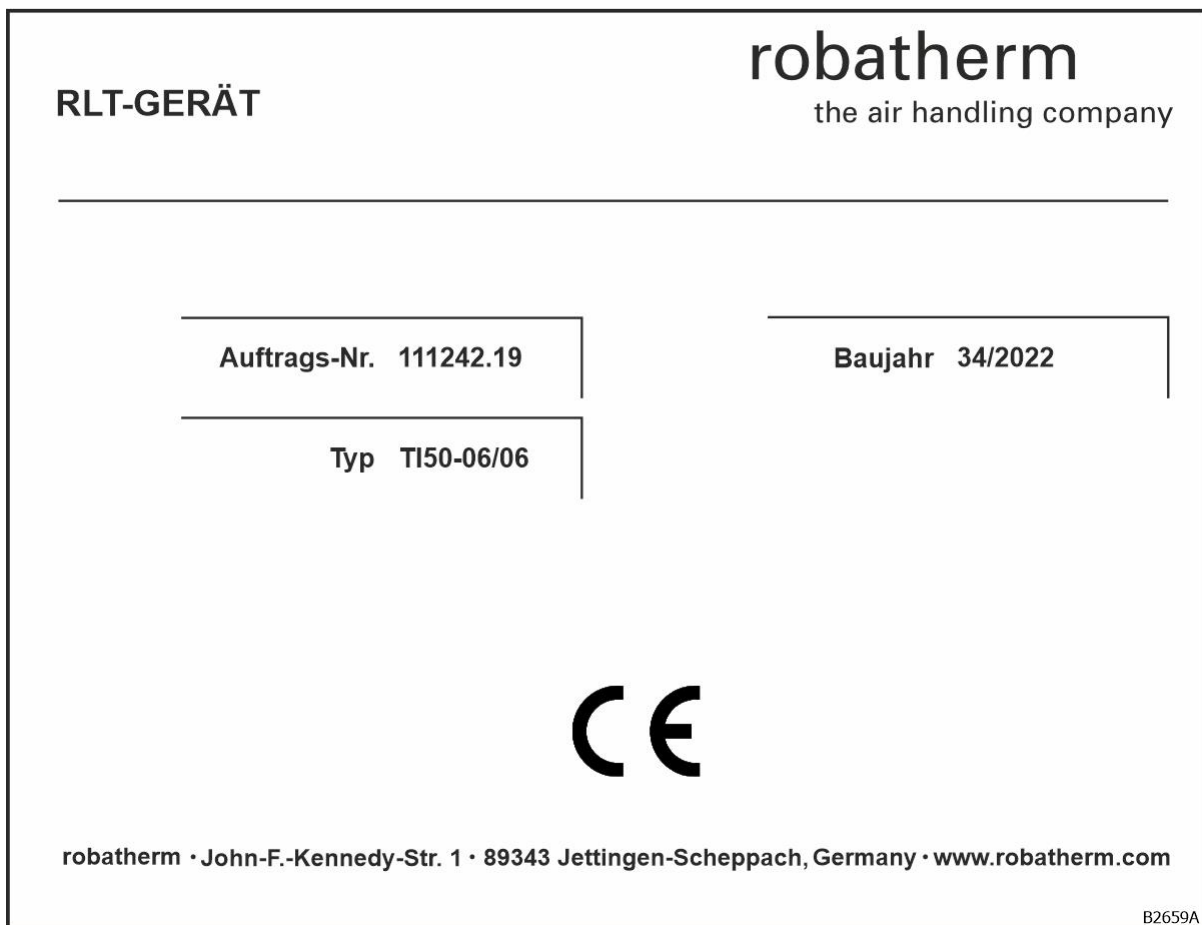 robatherm
RLT-GERÄT
the air handling company
Auftrags-Nr. 111242.19
Baujahr 34/2022
Typ TI50-06/06
CE
robatherm · John-F.-Kennedy-Str. 1 · 89343 Jettingen-Scheppach, Germany · www.robatherm.com
B2659A